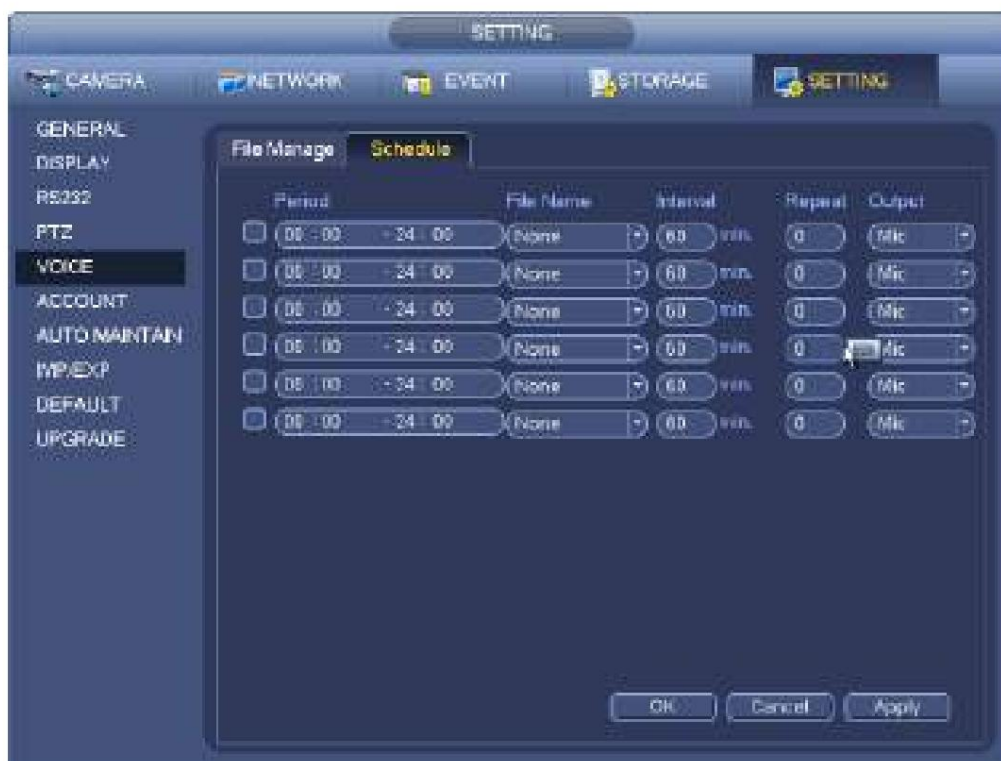 SETTING
CAMERA NETWORK EVENT STORAGE SETTING
GENERAL
DISPLAY
RS232
PTZ
VOICE
ACCOUNT
AUTO MAINTAIN
IMP/EXP
DEFAULT
UPGRADE
File Manage Schedule
Period File Name Interval Repeat Output
00 : 00 - 24 : 00 None 60 min. 0 Mic
00 : 00 - 24 : 00 None 60 min. 0 Mic
00 : 00 - 24 : 00 None 60 min. 0 Mic
00 : 00 - 24 : 00 None 60 min. 0 Mic
00 : 00 - 24 : 00 None 60 min. 0 Mic
00 : 00 - 24 : 00 None 60 min. 0 Mic
OK Cancel Apply